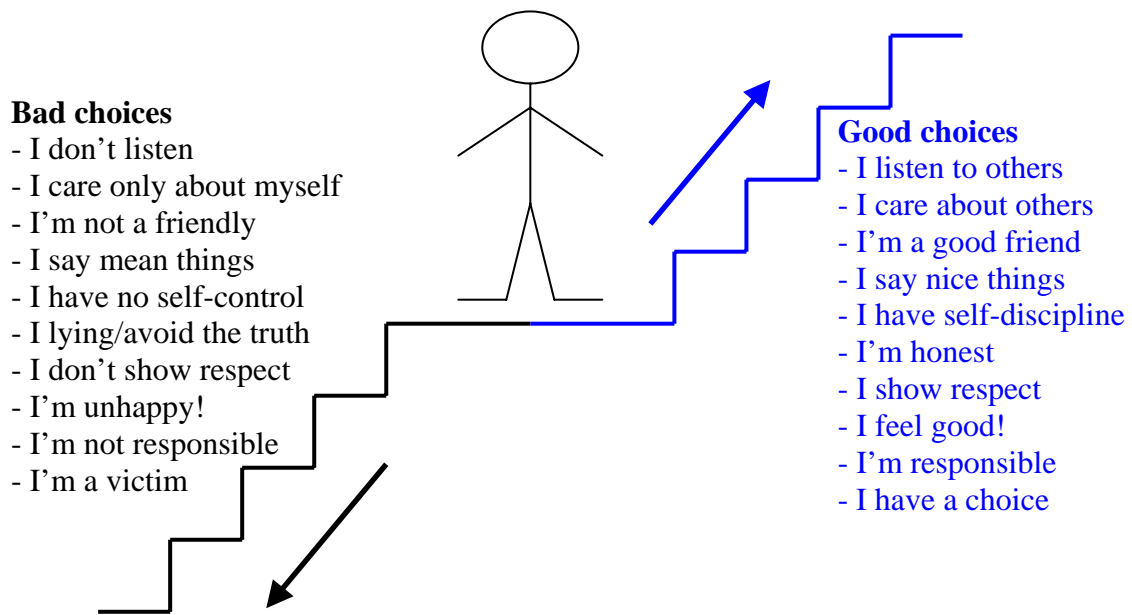 Bad choices
- I don’t listen
- I care only about myself
- I’m not a friendly
- I say mean things
- I have no self-control
- I lying/avoid the truth
- I don’t show respect
- I’m unhappy!
- I’m not responsible
- I’m a victim
Good choices
- I listen to others
- I care about others
- I’m a good friend
- I say nice things
- I have self-discipline
- I’m honest
- I show respect
- I feel good!
- I’m responsible
- I have a choice